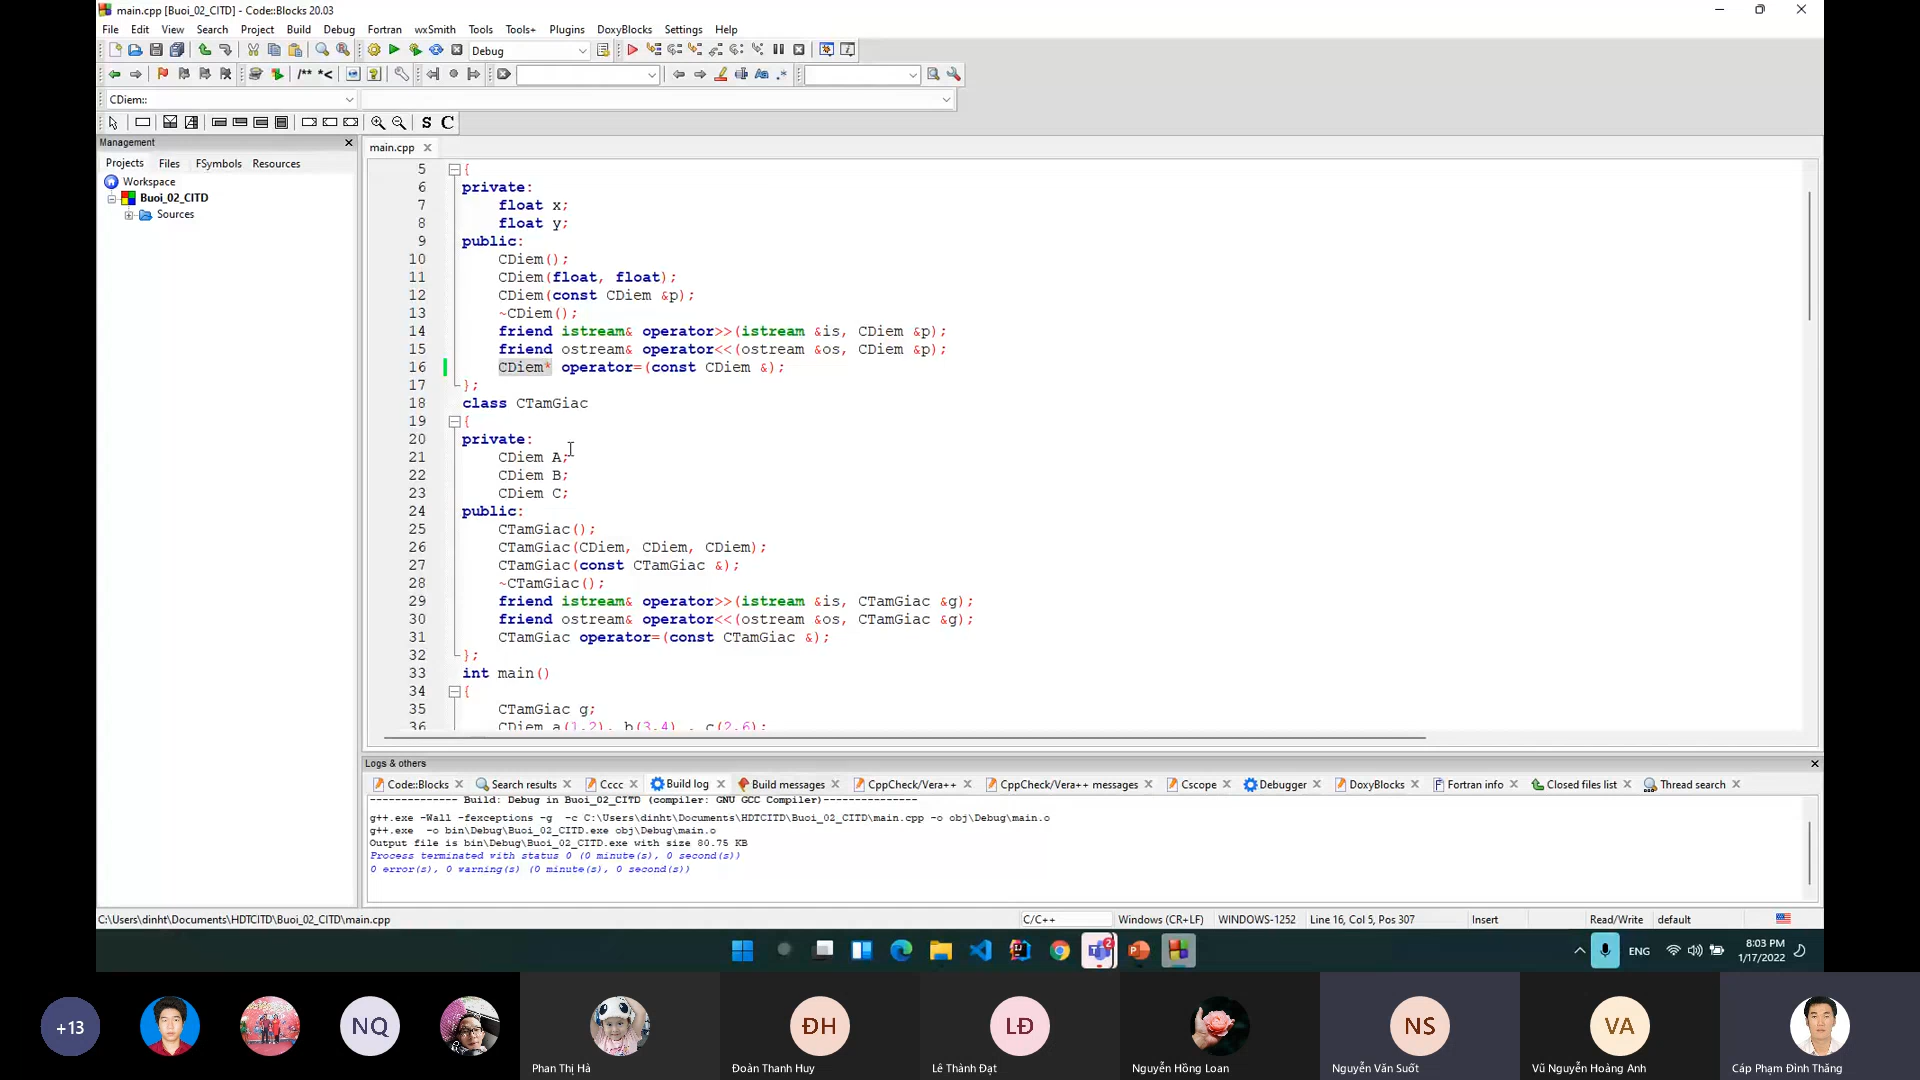 main.cpp [Buoi_02_CITD] - Code::Blocks 20.03
File Edit View Search Project Build Debug Fortran wxSmith Tools Tools+ Plugins DoxyBlocks Settings Help
Debug
/** *<
Aa .*
CDiem::
S C
Management
Projects Files FSymbols Resources
Workspace
Buoi_02_CITD
Sources
main.cpp
5 {
6 private:
7 float x;
8 float y;
9 public:
10 CDiem();
11 CDiem(float, float);
12 CDiem(const CDiem &p);
13 ~CDiem();
14 friend istream& operator>>(istream &is, CDiem &p);
15 friend ostream& operator<<(ostream &os, CDiem &p);
16 CDiem* operator=(const CDiem &);
17 };
18 class CTamGiac
19 {
20 private:
21 CDiem A;
22 CDiem B;
23 CDiem C;
24 public:
25 CTamGiac();
26 CTamGiac(CDiem, CDiem, CDiem);
27 CTamGiac(const CTamGiac &);
28 ~CTamGiac();
29 friend istream& operator>>(istream &is, CTamGiac &g);
30 friend ostream& operator<<(ostream &os, CTamGiac &g);
31 CTamGiac operator=(const CTamGiac &);
32 };
33 int main()
34 {
35 CTamGiac g;
36 CDiem a(1,2), b(3,4) , c(2,6);
Logs & others
Code::Blocks Search results Cccc Build log Build messages CppCheck/Vera++ CppCheck/Vera++ messages Cscope Debugger DoxyBlocks Fortran info Closed files list Thread search
-------------- Build: Debug in Buoi_02_CITD (compiler: GNU GCC Compiler)---------------
g++.exe -Wall -fexceptions -g -c C:\Users\dinht\Documents\HDTCITD\Buoi_02_CITD\main.cpp -o obj\Debug\main.o
g++.exe -o bin\Debug\Buoi_02_CITD.exe obj\Debug\main.o
Output file is bin\Debug\Buoi_02_CITD.exe with size 80.75 KB
Process terminated with status 0 (0 minute(s), 0 second(s))
0 error(s), 0 warning(s) (0 minute(s), 0 second(s))
C:\Users\dinht\Documents\HDTCITD\Buoi_02_CITD\main.cpp C/C++ Windows (CR+LF) WINDOWS-1252 Line 16, Col 5, Pos 307 Insert Read/Write default
2 ENG 8:03 PM
1/17/2022
+13 NQ ĐH LĐ NS VA
Phan Thị Hà Đoàn Thanh Huy Lê Thành Đạt Nguyễn Hồng Loan Nguyễn Văn Suốt Vũ Nguyễn Hoàng Anh Cáp Phạm Đình Thăng